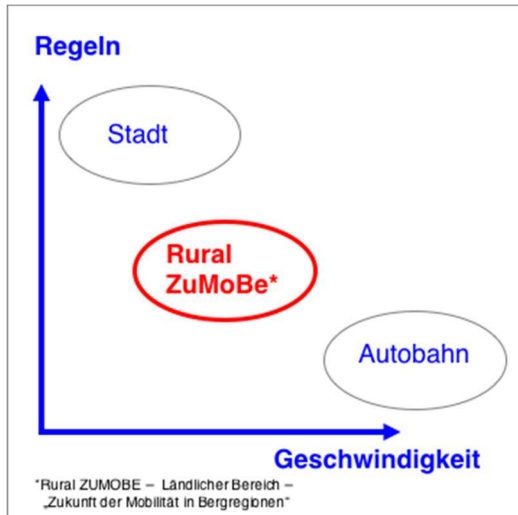 Regeln
Stadt
Rural
ZuMoBe*
Autobahn
Geschwindigkeit
*Rural ZUMOBE – Ländlicher Bereich –
„Zukunft der Mobilität in Bergregionen“